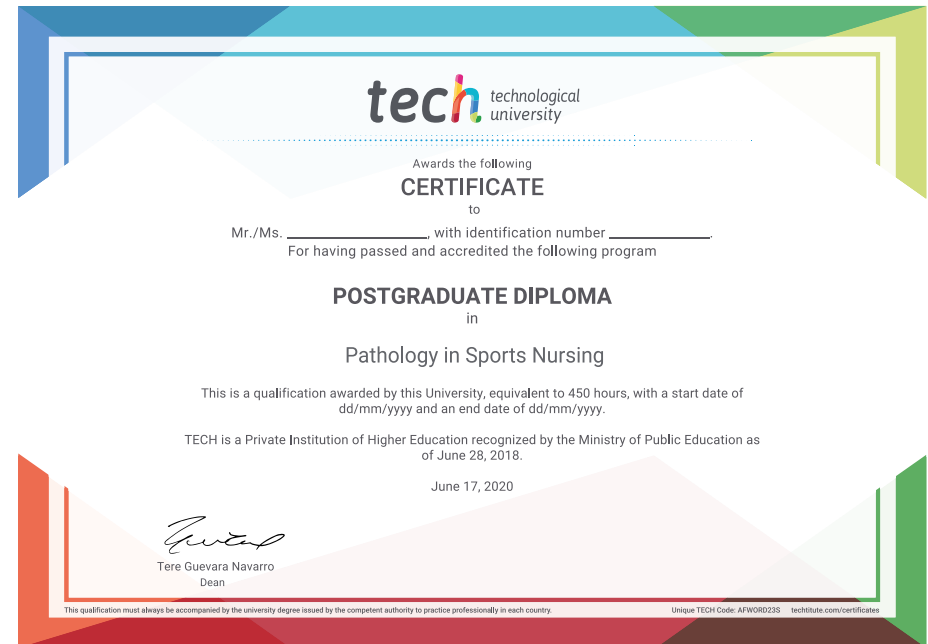 tech technological
university
Awards the following
CERTIFICATE
to
Mr./Ms. ____________________, with identification number ______________.
For having passed and accredited the following program
POSTGRADUATE DIPLOMA
in
Pathology in Sports Nursing
This is a qualification awarded by this University, equivalent to 450 hours, with a start date of
dd/mm/yyyy and an end date of dd/mm/yyyy.
TECH is a Private Institution of Higher Education recognized by the Ministry of Public Education as
of June 28, 2018.
June 17, 2020
Tere Guevara Navarro
Dean
This qualification must always be accompanied by the university degree issued by the competent authority to practice professionally in each country. Unique TECH Code: AFWORD23S techtitute.com/certificates